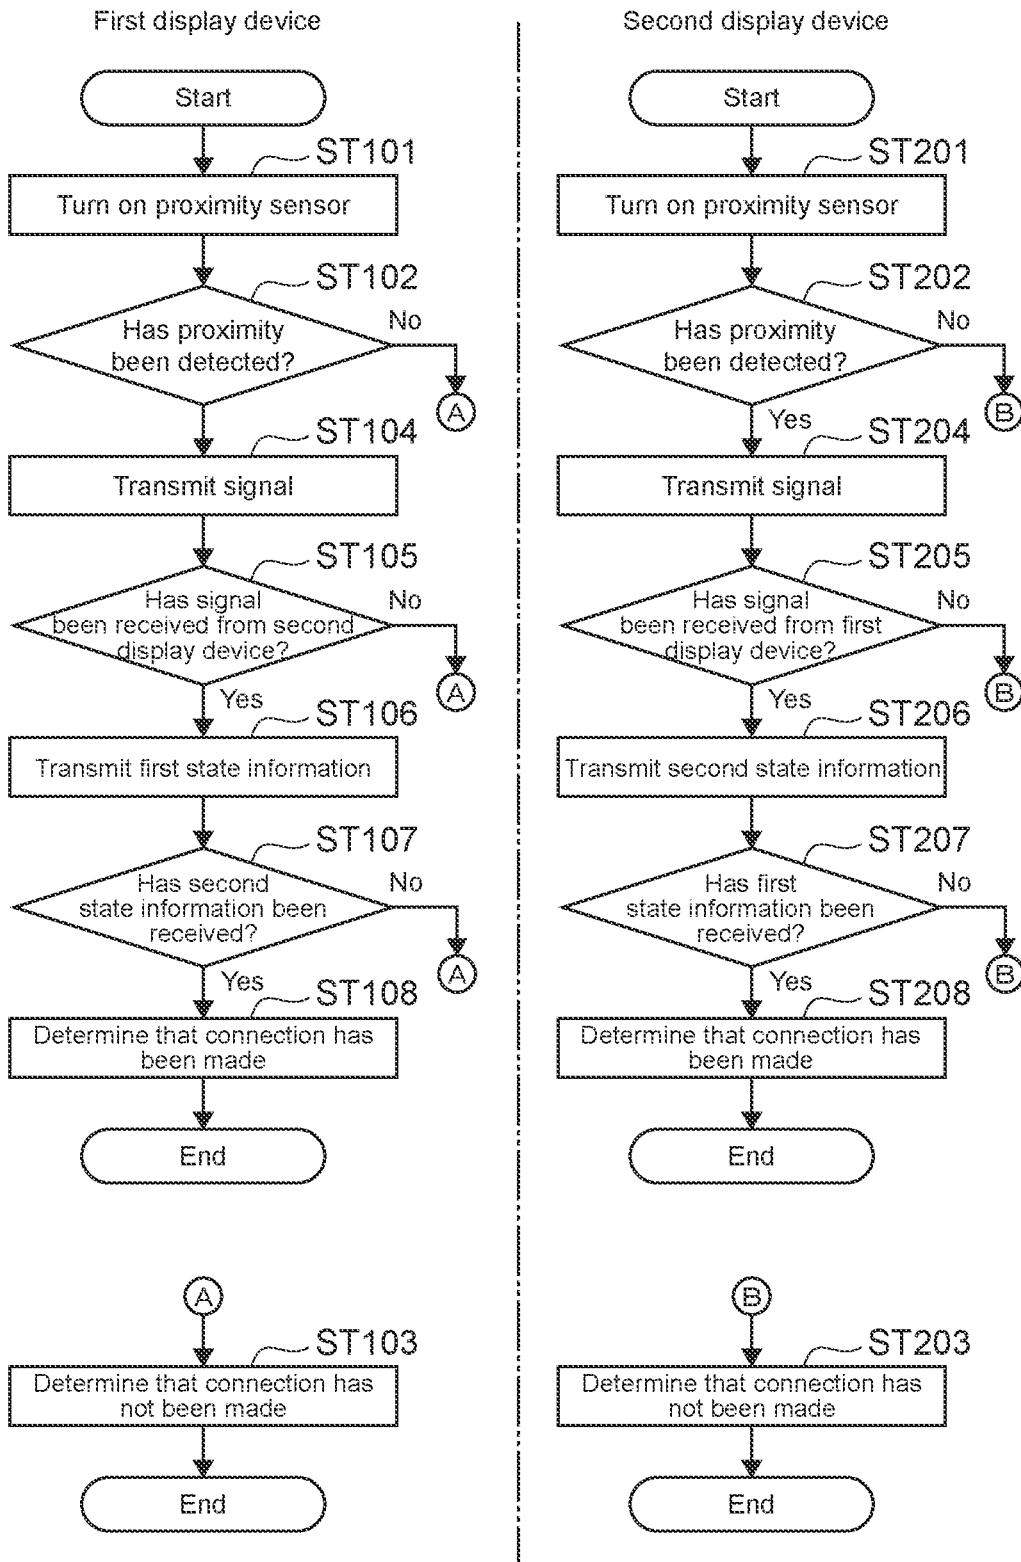 First display device
Start
ST101
Turn on proximity sensor
ST102
Has proximity
been detected?
No
A
ST104
Transmit signal
ST105
Has signal
been received from second
display device?
No
A
Yes
ST106
Transmit first state information
ST107
Has second
state information been
received?
No
A
Yes
ST108
Determine that connection has
been made
End
A
ST103
Determine that connection has
not been made
End
Second display device
Start
ST201
Turn on proximity sensor
ST202
Has proximity
been detected?
No
B
Yes
ST204
Transmit signal
ST205
Has signal
been received from first
display device?
No
B
Yes
ST206
Transmit second state information
ST207
Has first
state information been
received?
No
B
Yes
ST208
Determine that connection has
been made
End
B
ST203
Determine that connection has
not been made
End